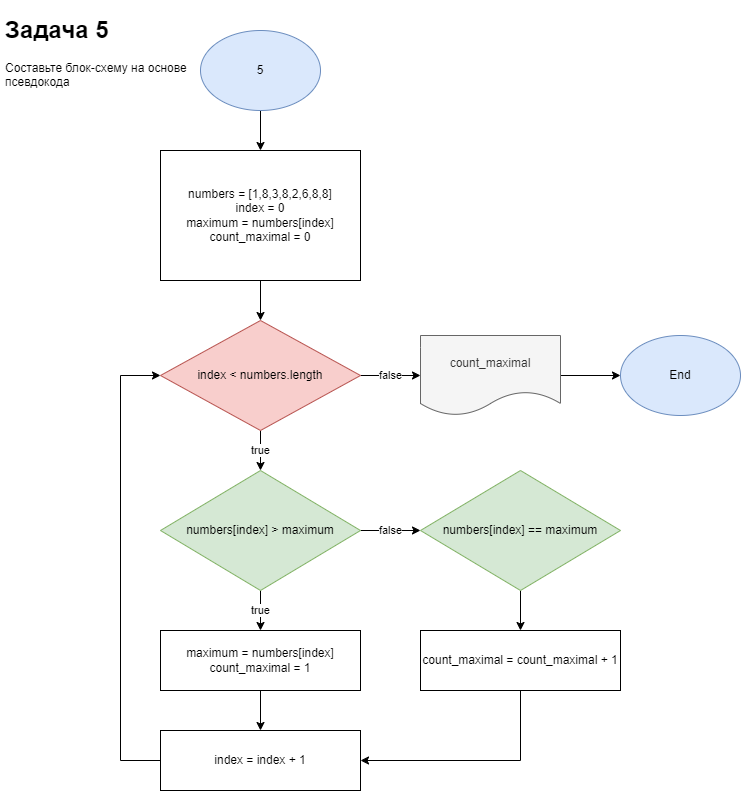 Задача 5
Составьте блок-схему на основе
псевдокода
5
numbers = [1,8,3,8,2,6,8,8]
index = 0
maximum = numbers[index]
count_maximal = 0
index < numbers.length
false
count_maximal
End
true
numbers[index] > maximum
false
numbers[index] == maximum
true
maximum = numbers[index]
count_maximal = 1
count_maximal = count_maximal + 1
index = index + 1